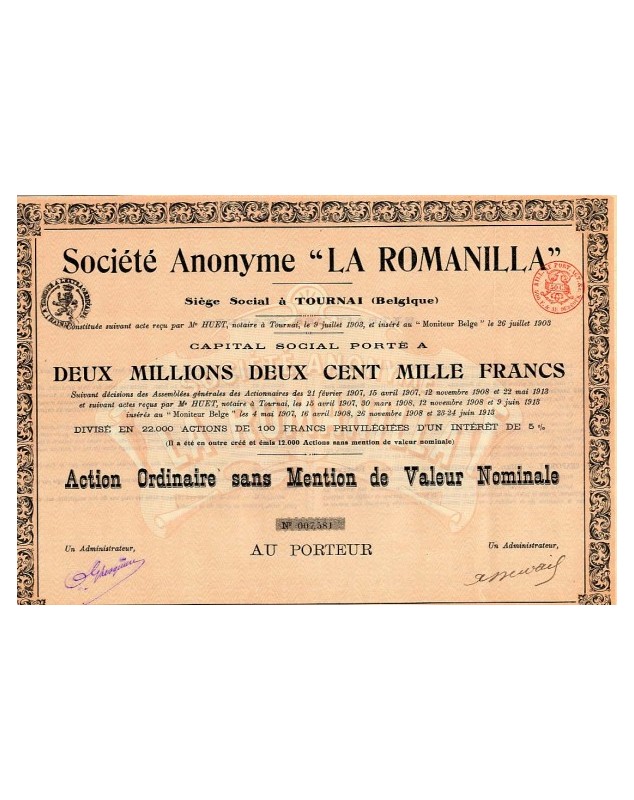 Société Anonyme “LA ROMANILLA”
Siège Social à TOURNAI (Belgique)
Constituée suivant acte reçu par Me HUET, notaire à Tournai, le 9 juillet 1903, et inséré au "Moniteur Belge" le 26 juillet 1903
CAPITAL SOCIAL PORTÉ A
DEUX MILLIONS DEUX CENT MILLE FRANCS
Suivant décisions des Assemblées générales des Actionnaires des 21 février 1907, 15 avril 1907, 12 novembre 1908 et 22 mai 1913
et suivant actes reçus par Me HUET, notaire à Tournai, les 15 avril 1907, 30 mars 1908, 12 novembre 1908 et 9 juin 1913
insérés au "Moniteur Belge" les 4 mai 1907, 16 avril 1908, 26 novembre 1908 et 23-24 juin 1913
DIVISÉ EN 22.000 ACTIONS DE 100 FRANCS PRIVILÉGIÉES D'UN INTÉRÊT DE 5 %
(Il a été en outre créé et émis 12.000 Actions sans mention de valeur nominale)
Action Ordinaire sans Mention de Valeur Nominale
No 007,581
Un Administrateur,
AU PORTEUR
Un Administrateur,